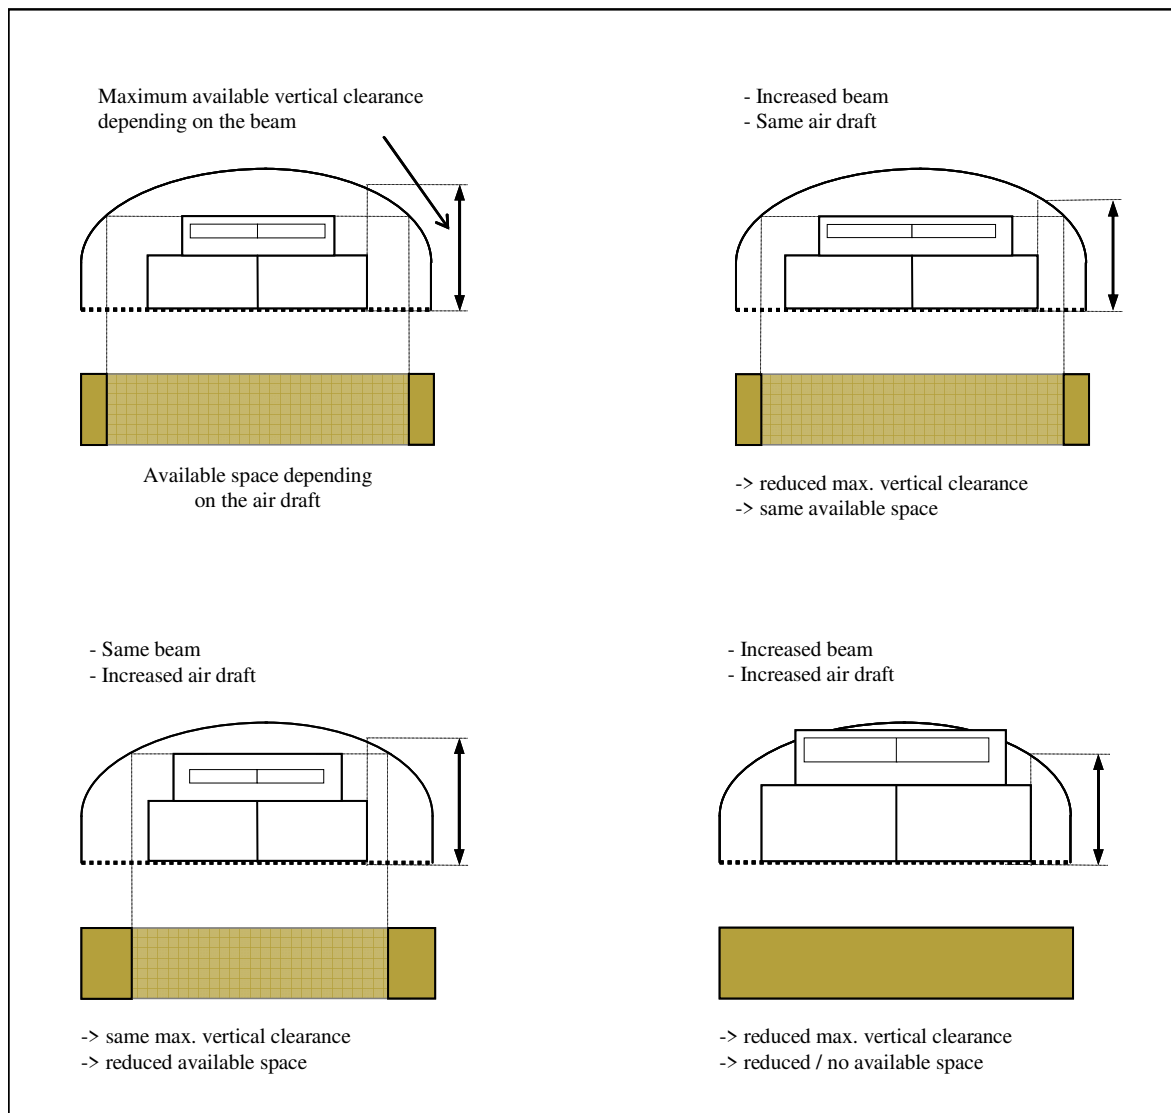 Maximum available vertical clearance
depending on the beam
- Increased beam
- Same air draft
Available space depending
on the air draft
-> reduced max. vertical clearance
-> same available space
- Same beam
- Increased air draft
- Increased beam
- Increased air draft
-> same max. vertical clearance
-> reduced available space
-> reduced max. vertical clearance
-> reduced / no available space